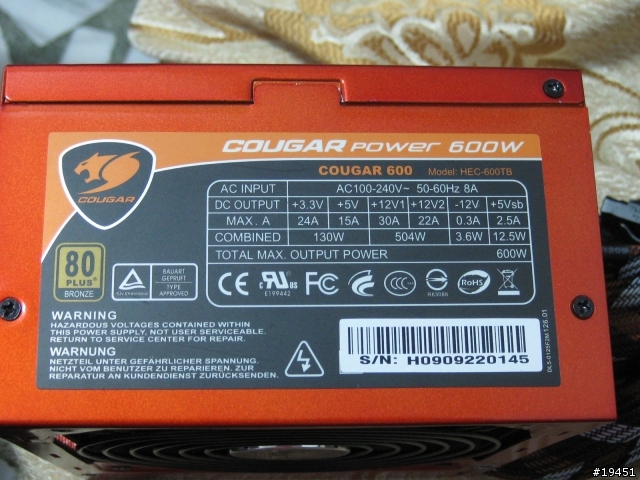 COUGAR POWER 600W
COUGAR
COUGAR 600 Model: HEC-600TB
AC INPUT AC100-240V~ 50-60Hz 8A
DC OUTPUT +3.3V +5V +12V1 +12V2 -12V +5Vsb
MAX. A 24A 15A 30A 22A 0.3A 2.5A
COMBINED 130W 504W 3.6W 12.5W
TOTAL MAX. OUTPUT POWER 600W
80 PLUS
BRONZE
BAUART
GEPRÜFT
TYPE
APPROVED
E199442
RoHS
WARNING
HAZARDOUS VOLTAGES CONTAINED WITHIN
THIS POWER SUPPLY, NOT USER SERVICEABLE.
RETURN TO SERVICE CENTER FOR REPAIR.
WARNUNG
NETZTEIL UNTER GEFÄHRLICHER SPANNUNG.
NICHT VOM BENUTZER ZU REPARIEREN. ZUR
REPARATUR AN KUNDENDIENST ZURÜCKSENDEN.
S/N: H0909220145
#19451